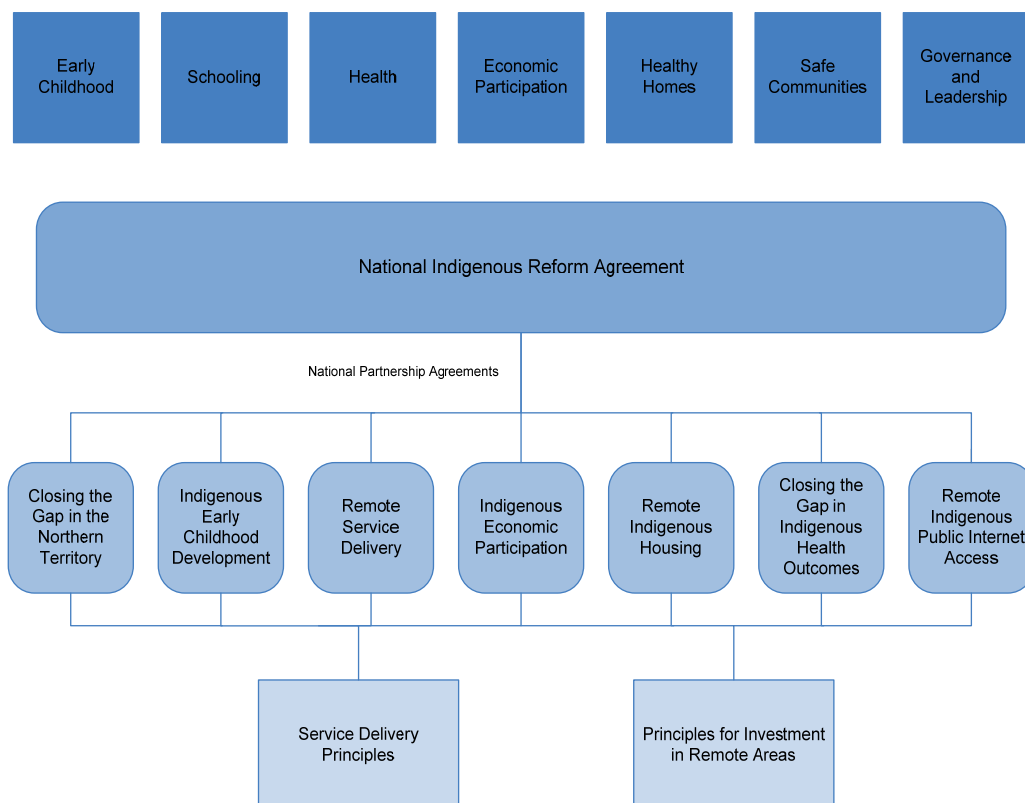 Early
Childhood
Schooling
Health
Economic
Participation
Healthy
Homes
Safe
Communities
Governance
and
Leadership
National Indigenous Reform Agreement
National Partnership Agreements
Closing the
Gap in the
Northern
Territory
Indigenous
Early
Childhood
Development
Remote
Service
Delivery
Indigenous
Economic
Participation
Remote
Indigenous
Housing
Closing the
Gap in
Indigenous
Health
Outcomes
Remote
Indigenous
Public Internet
Access
Service Delivery
Principles
Principles for Investment
in Remote Areas